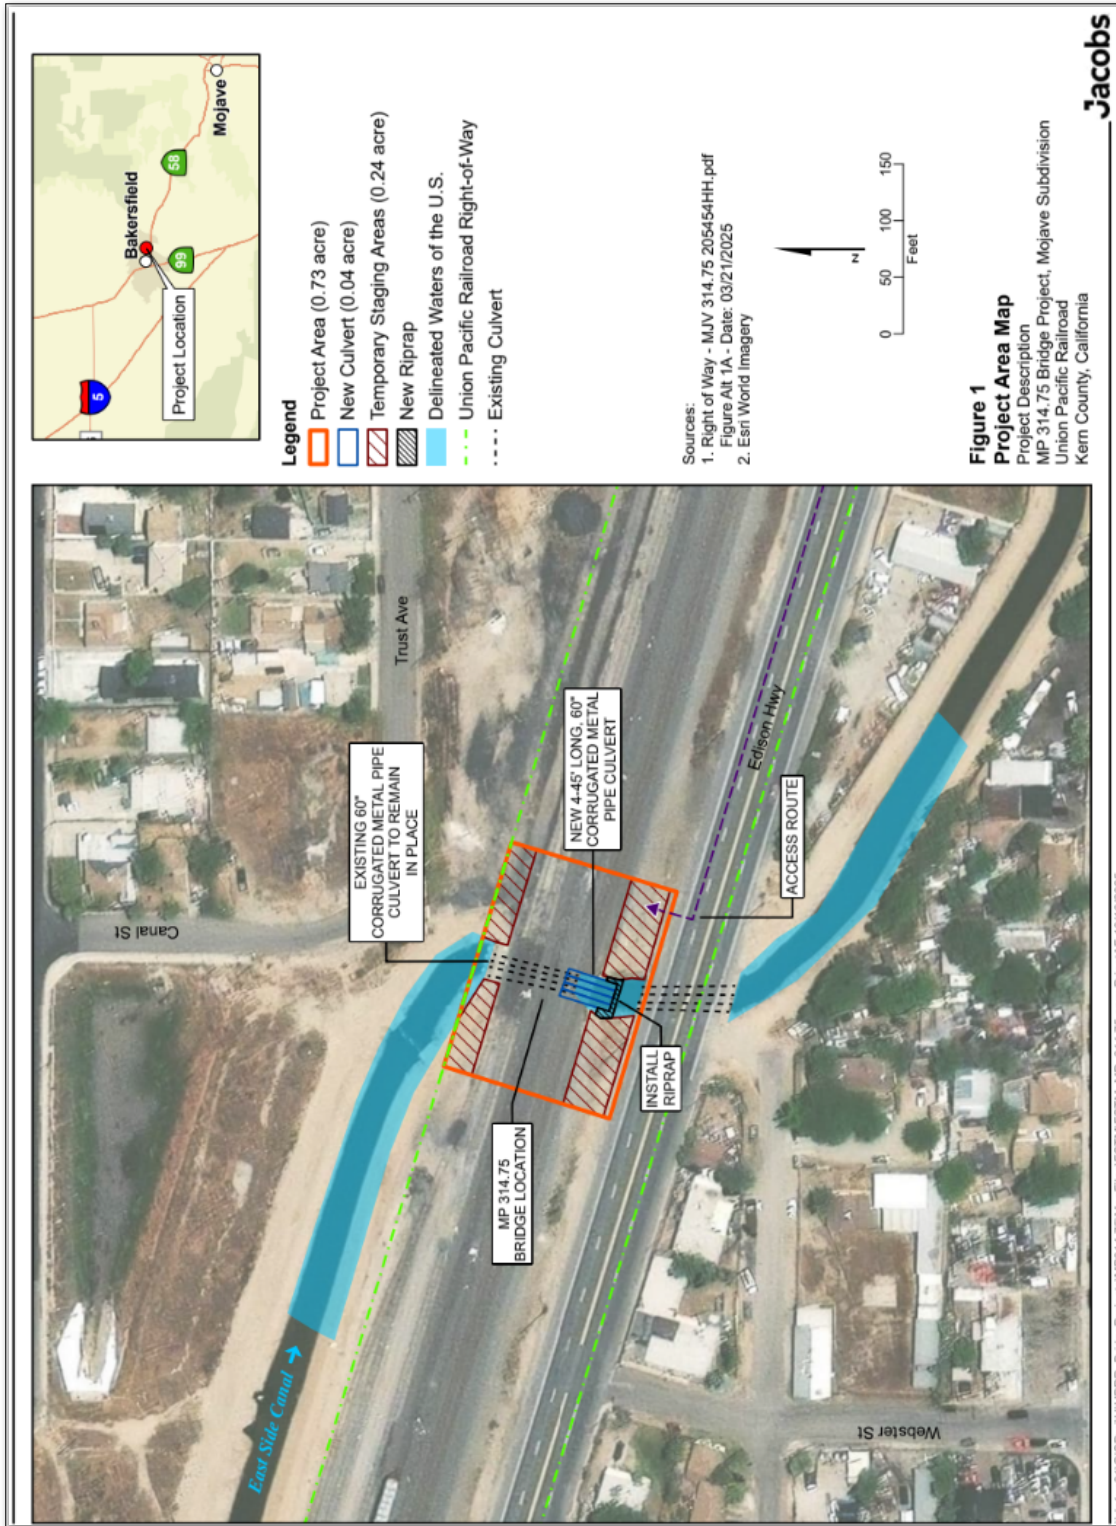 Bakersfield
Mojave
5
99
58
Project Location
Legend
Project Area (0.73 acre)
New Culvert (0.04 acre)
Temporary Staging Areas (0.24 acre)
New Riprap
Delineated Waters of the U.S.
Union Pacific Railroad Right-of-Way
Existing Culvert
Sources:
1. Right of Way - MJV 314.75 205454HH.pdf
Figure Alt 1A - Date: 03/21/2025
2. Esri World Imagery
N
0 50 100 150
Feet
Figure 1
Project Area Map
Project Description
MP 314.75 Bridge Project, Mojave Subdivision
Union Pacific Railroad
Kern County, California
Jacobs
Canal St
Trust Ave
EXISTING 60"
CORRUGATED METAL PIPE
CULVERT TO REMAIN
IN PLACE
NEW 4-45' LONG, 60"
CORRUGATED METAL
PIPE CULVERT
MP 314.75
BRIDGE LOCATION
INSTALL
RIPRAP
ACCESS ROUTE
Edison Hwy
East Side Canal →
Webster St